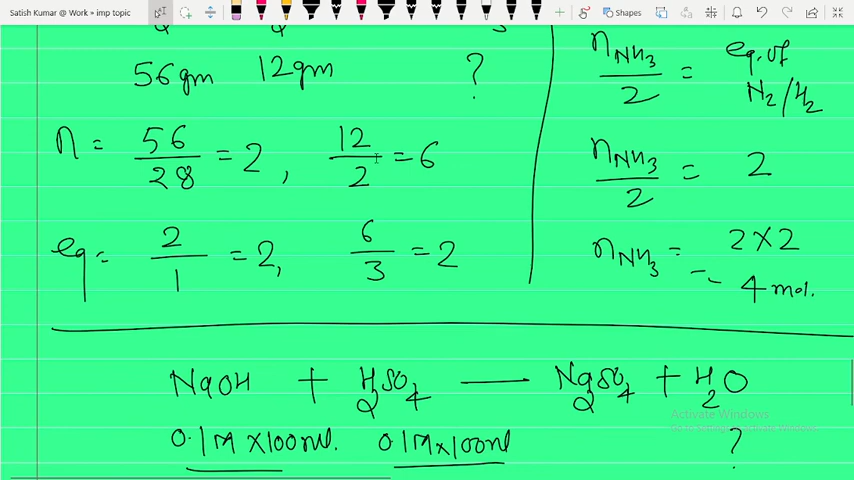 Satish Kumar @ Work » imp topic
Shapes
56gm 12gm ?
n = 56/28 = 2, 12/2 = 6
eq = 2/1 = 2, 6/3 = 2
nNH3/2 = eq. of N2/H2
nNH3/2 = 2
nNH3 = 2 × 2
= 4 mol.
NaOH + H2SO4 — Na2SO4 + H2O
0.1M × 100ml. 0.1M × 100ml ?
Activate Windows